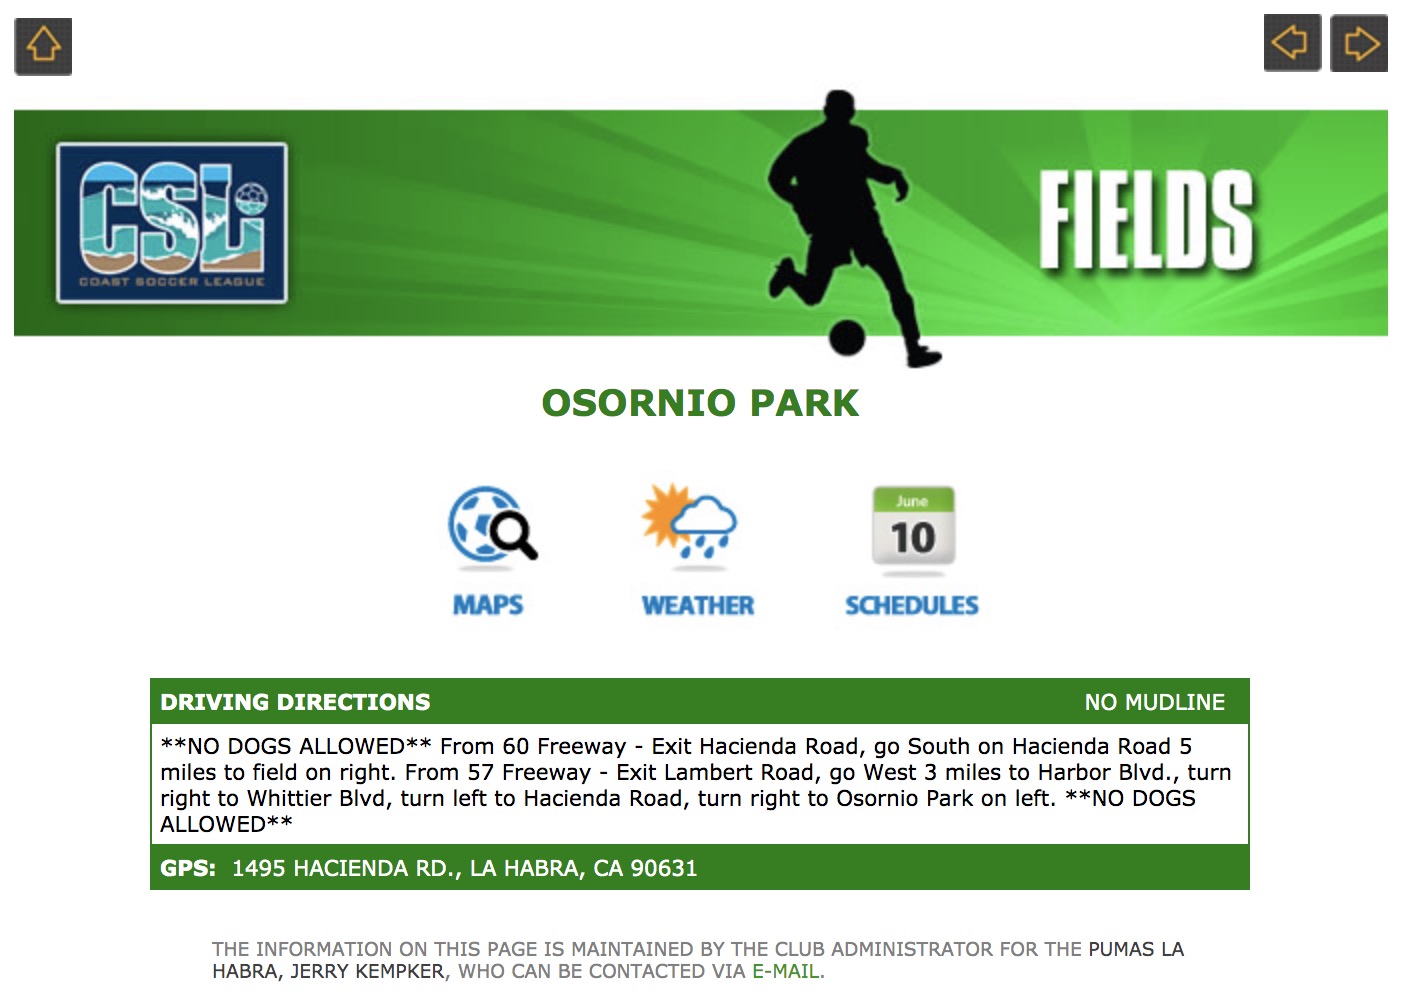 CSL
COAST SOCCER LEAGUE
FIELDS
OSORNIO PARK
June
10
MAPS
WEATHER
SCHEDULES
DRIVING DIRECTIONS
NO MUDLINE
**NO DOGS ALLOWED** From 60 Freeway - Exit Hacienda Road, go South on Hacienda Road 5
miles to field on right. From 57 Freeway - Exit Lambert Road, go West 3 miles to Harbor Blvd., turn
right to Whittier Blvd, turn left to Hacienda Road, turn right to Osornio Park on left. **NO DOGS
ALLOWED**
GPS: 1495 HACIENDA RD., LA HABRA, CA 90631
THE INFORMATION ON THIS PAGE IS MAINTAINED BY THE CLUB ADMINISTRATOR FOR THE PUMAS LA
HABRA, JERRY KEMPKER, WHO CAN BE CONTACTED VIA E-MAIL.